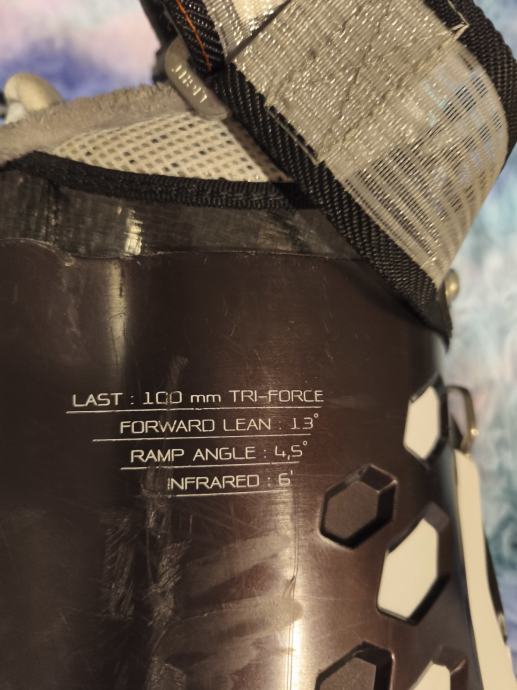 LAST : 100 mm TRI-FORCE
FORWARD LEAN : 13°
RAMP ANGLE : 4,5°
INFRARED : 6'